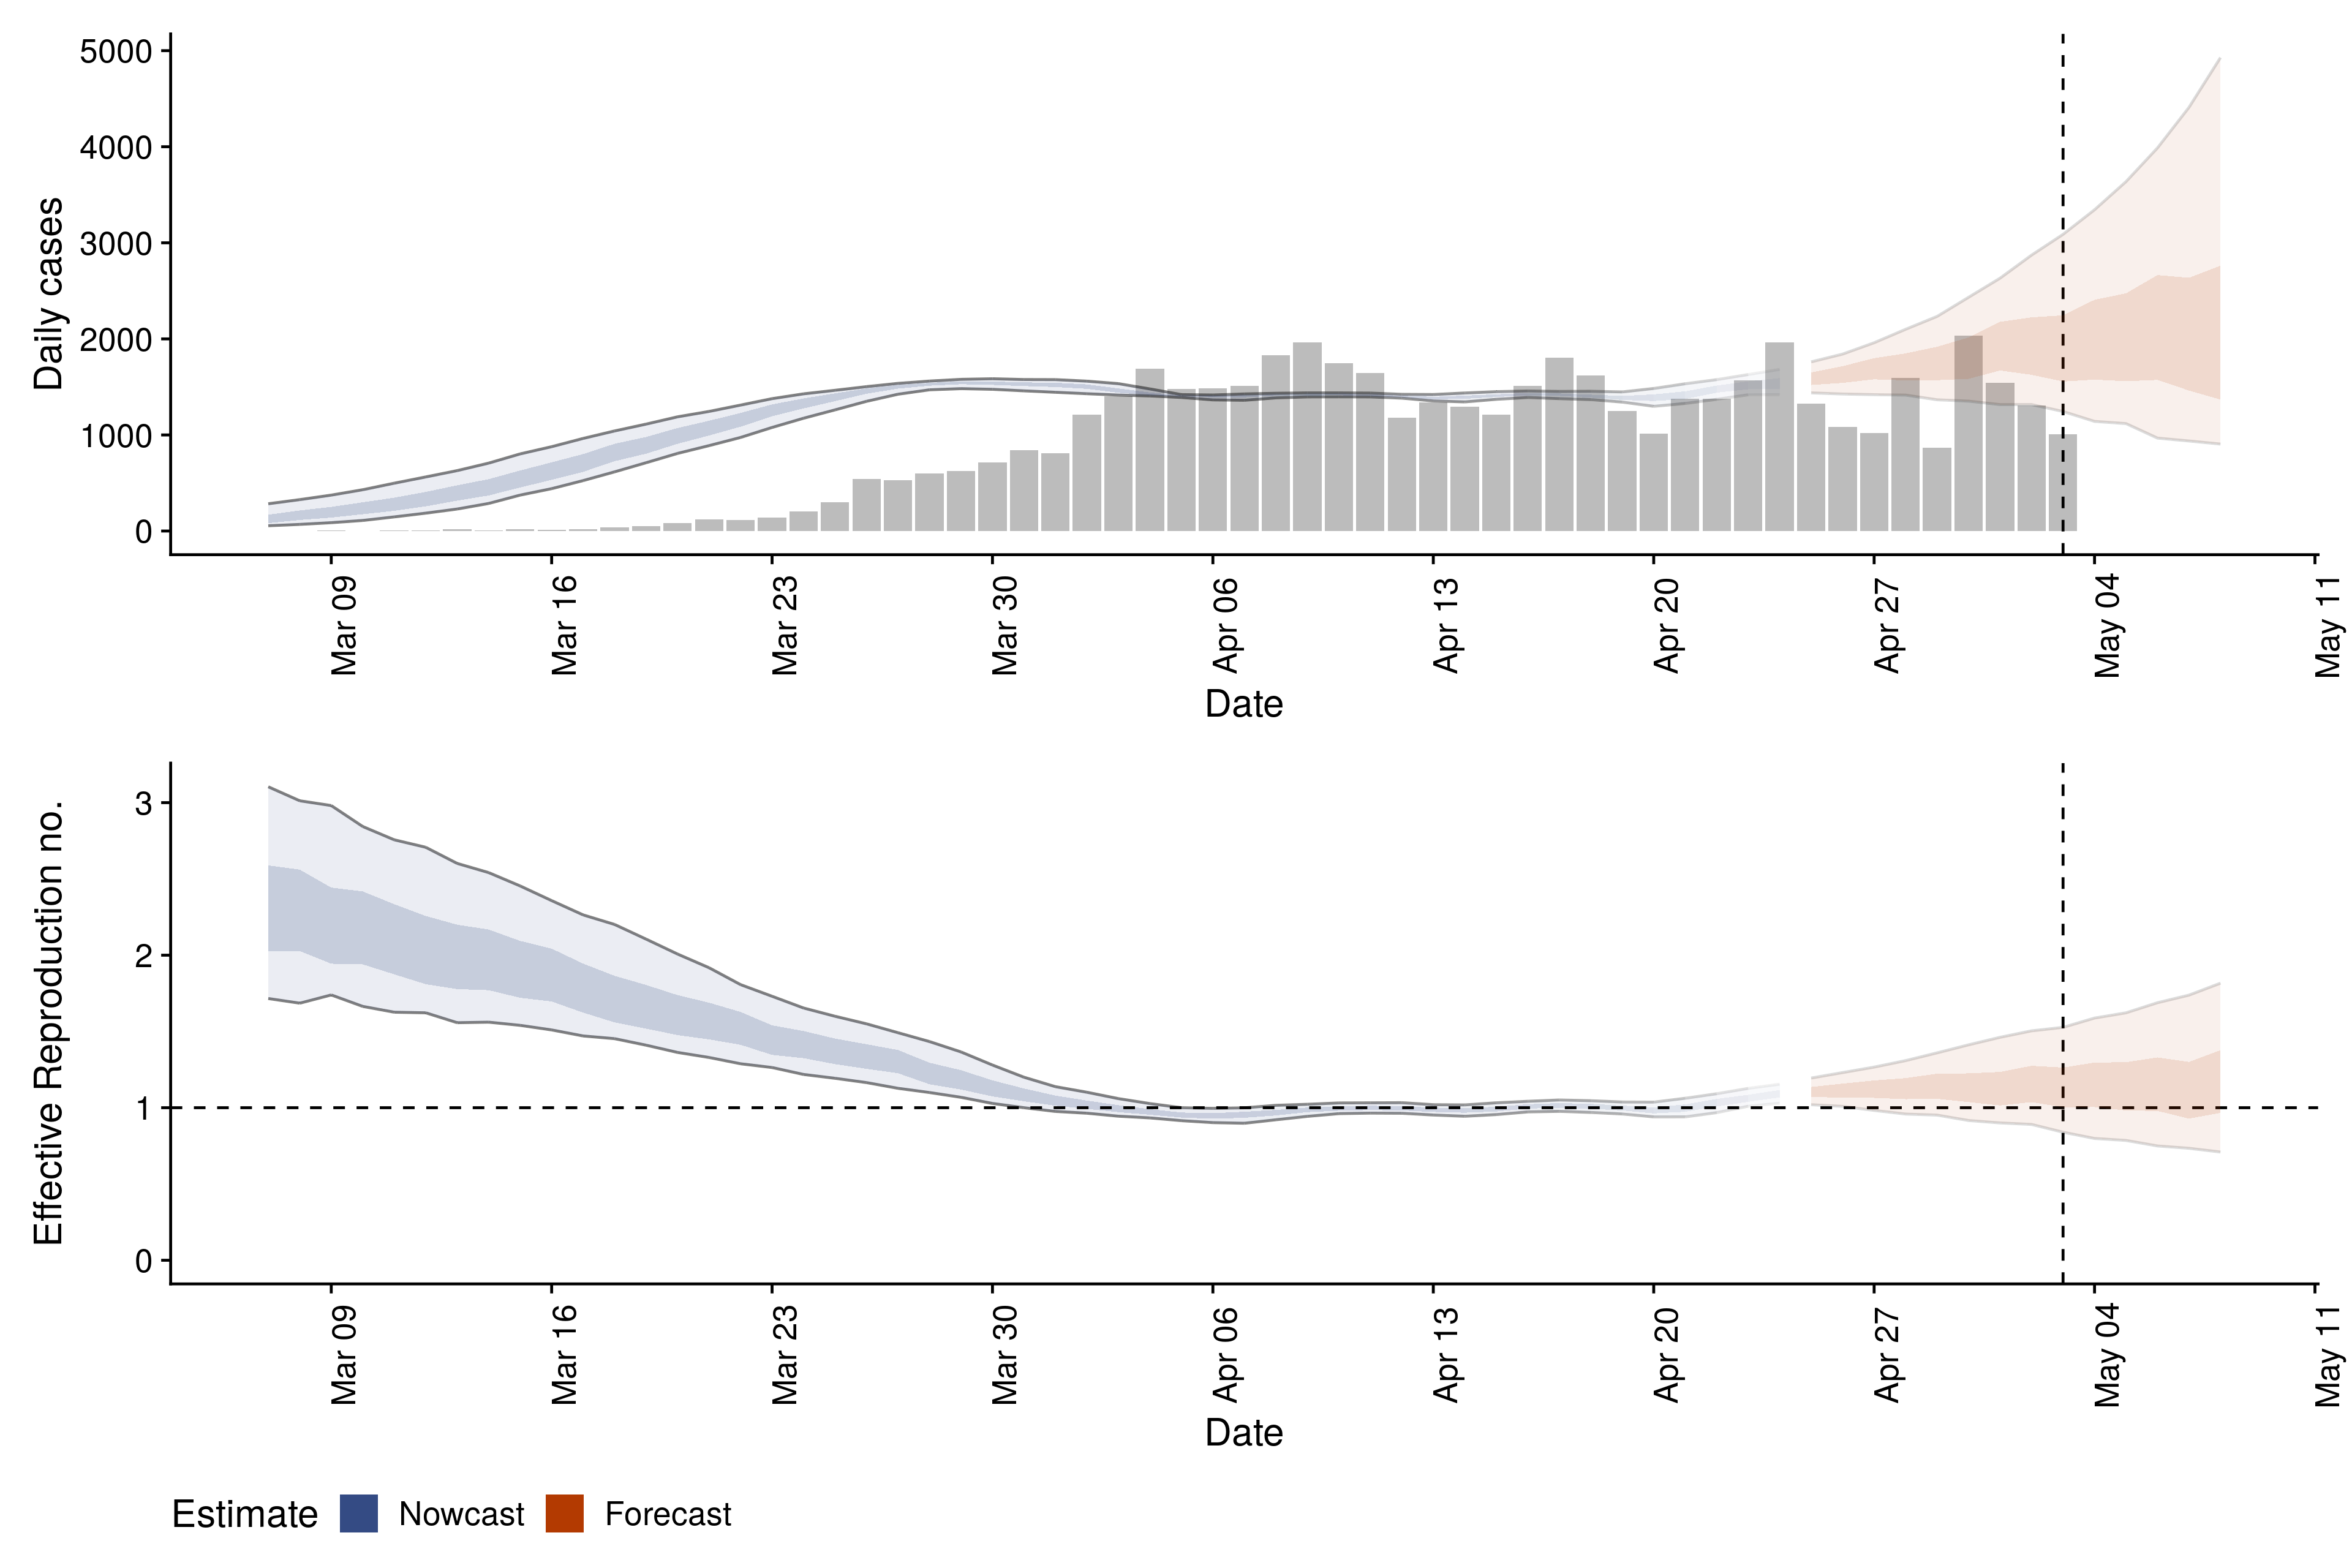 5000
4000
3000
2000
1000
0
Daily cases
Mar 09
Mar 16
Mar 23
Mar 30
Apr 06
Apr 13
Apr 20
Apr 27
May 04
May 11
Date
3
2
1
0
Effective Reproduction no.
Mar 09
Mar 16
Mar 23
Mar 30
Apr 06
Apr 13
Apr 20
Apr 27
May 04
May 11
Date
Estimate Nowcast Forecast